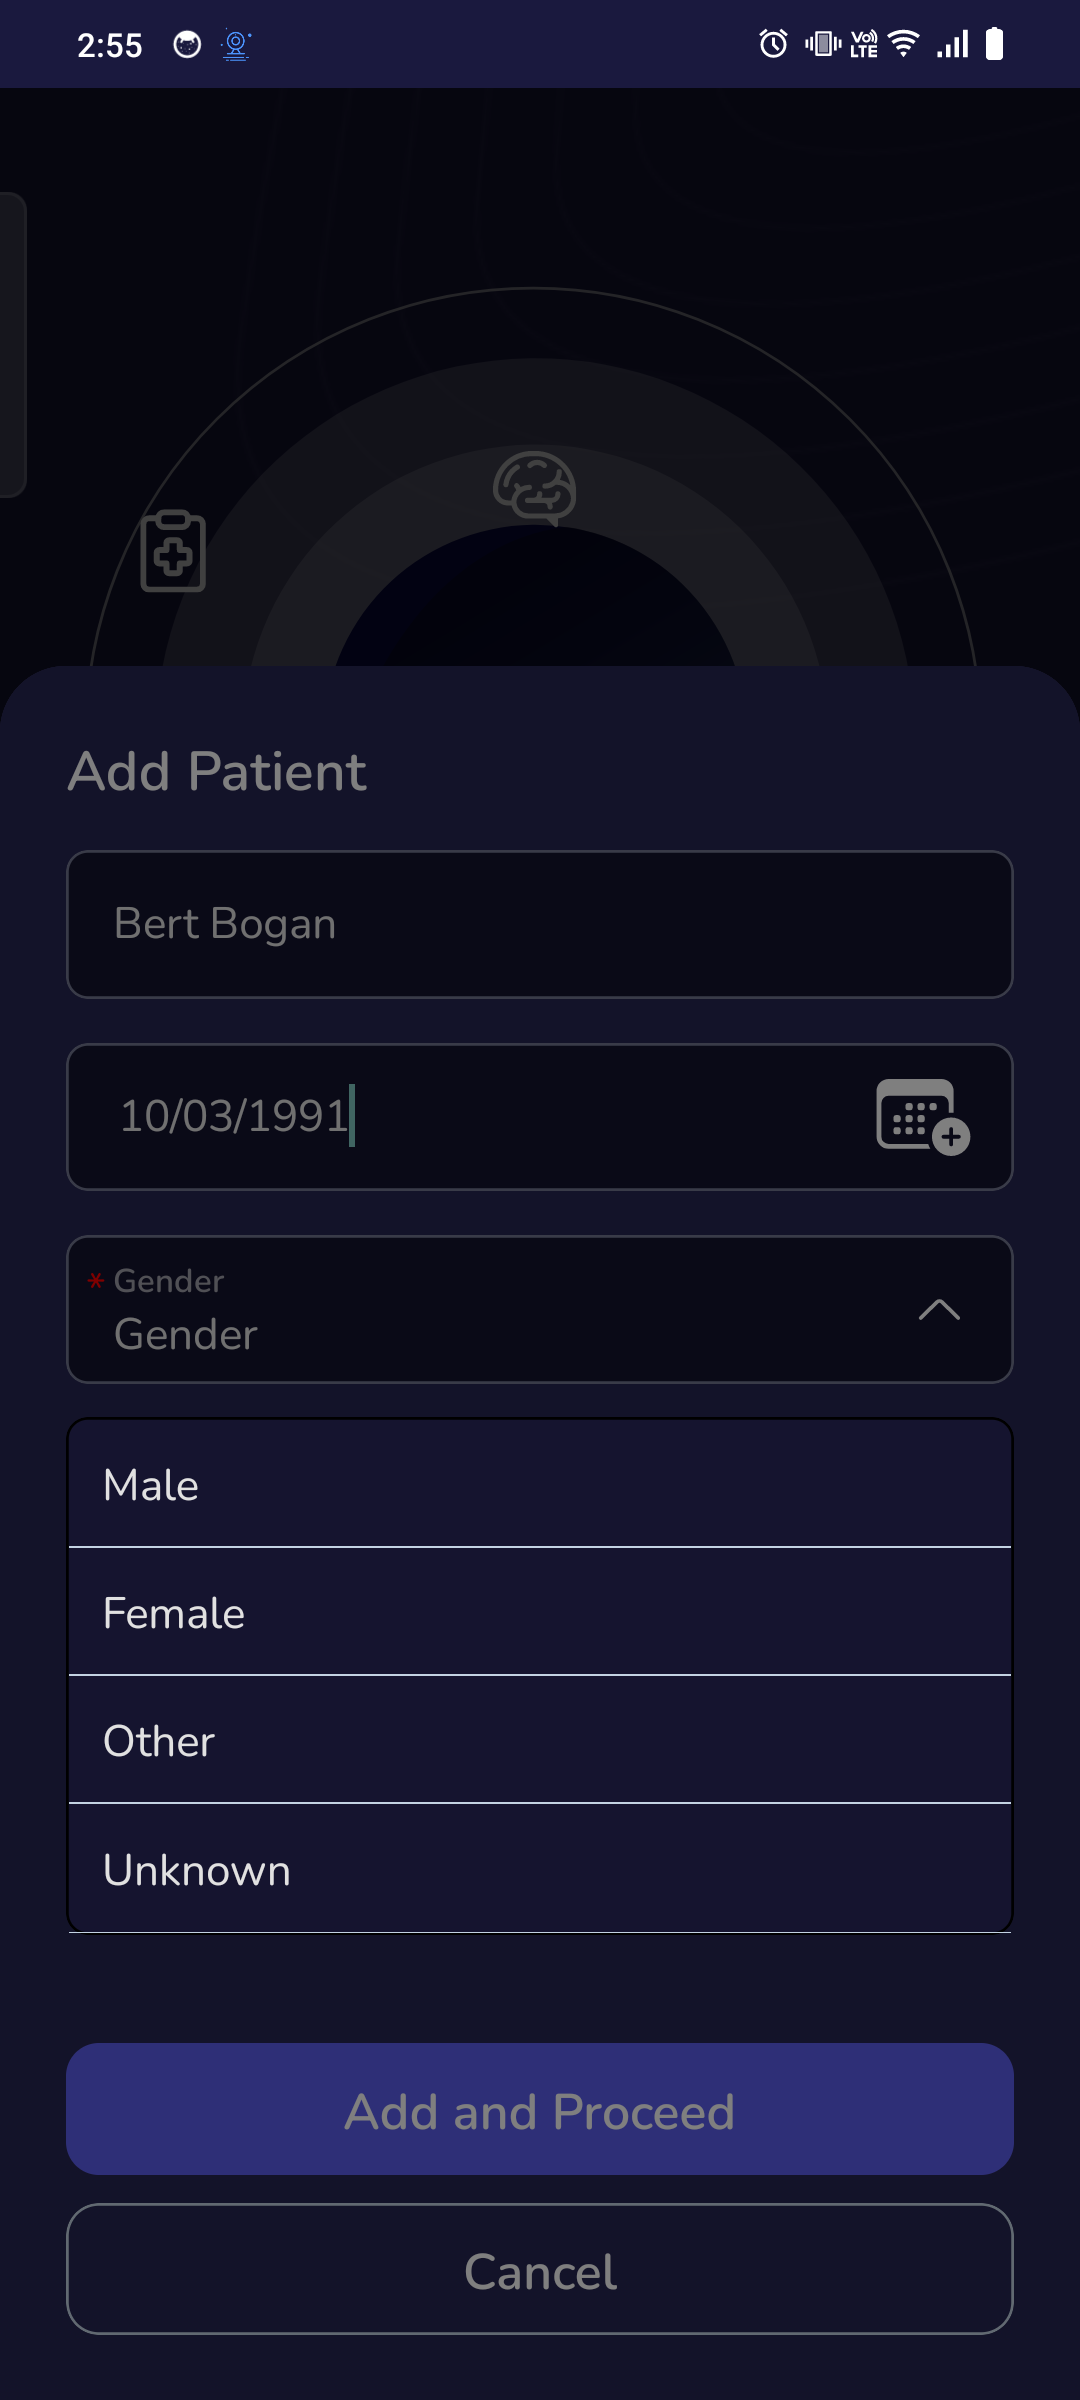 2:55
Vo))
LTE
Add Patient
Bert Bogan
10/03/1991
* Gender
Gender
Male
Female
Other
Unknown
Add and Proceed
Cancel